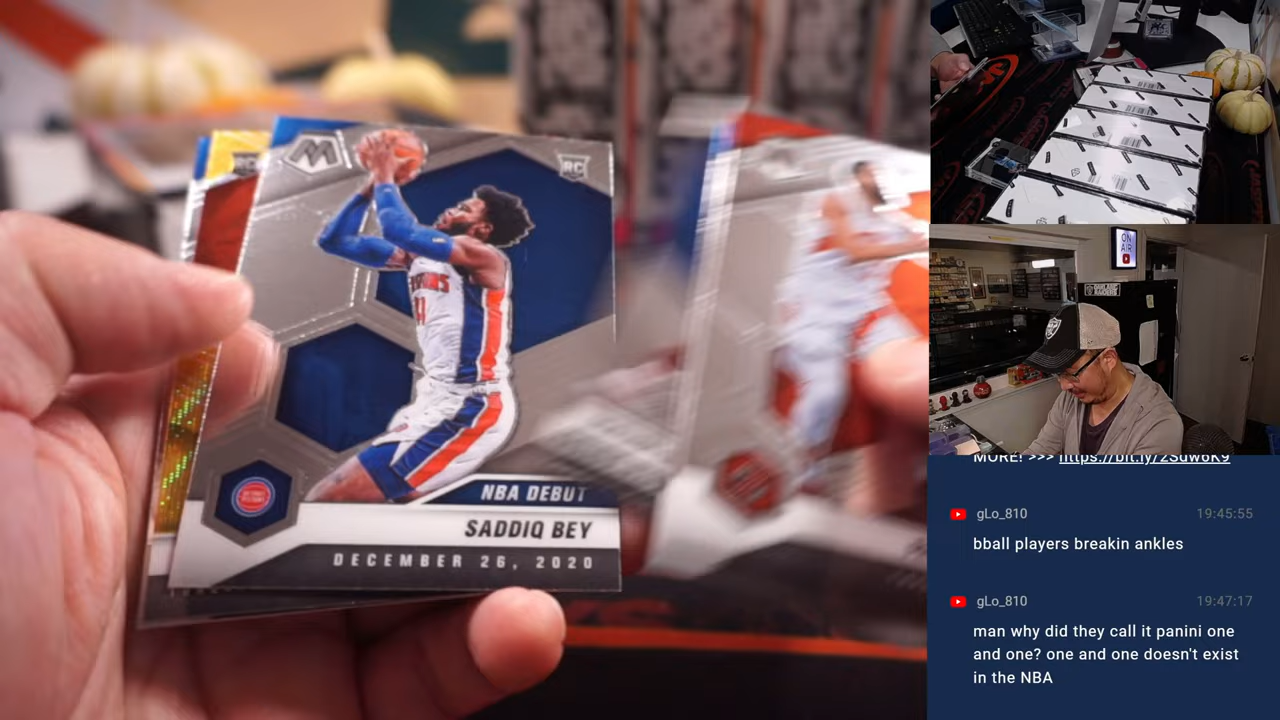 RC
NBA DEBUT
SADDIQ BEY
DECEMBER 26, 2020
ON
AIR
MORE! >>> https://bit.ly/2Sdw6K9
gLo_810
19:45:55
bball players breakin ankles
gLo_810
19:47:17
man why did they call it panini one
and one? one and one doesn't exist
in the NBA